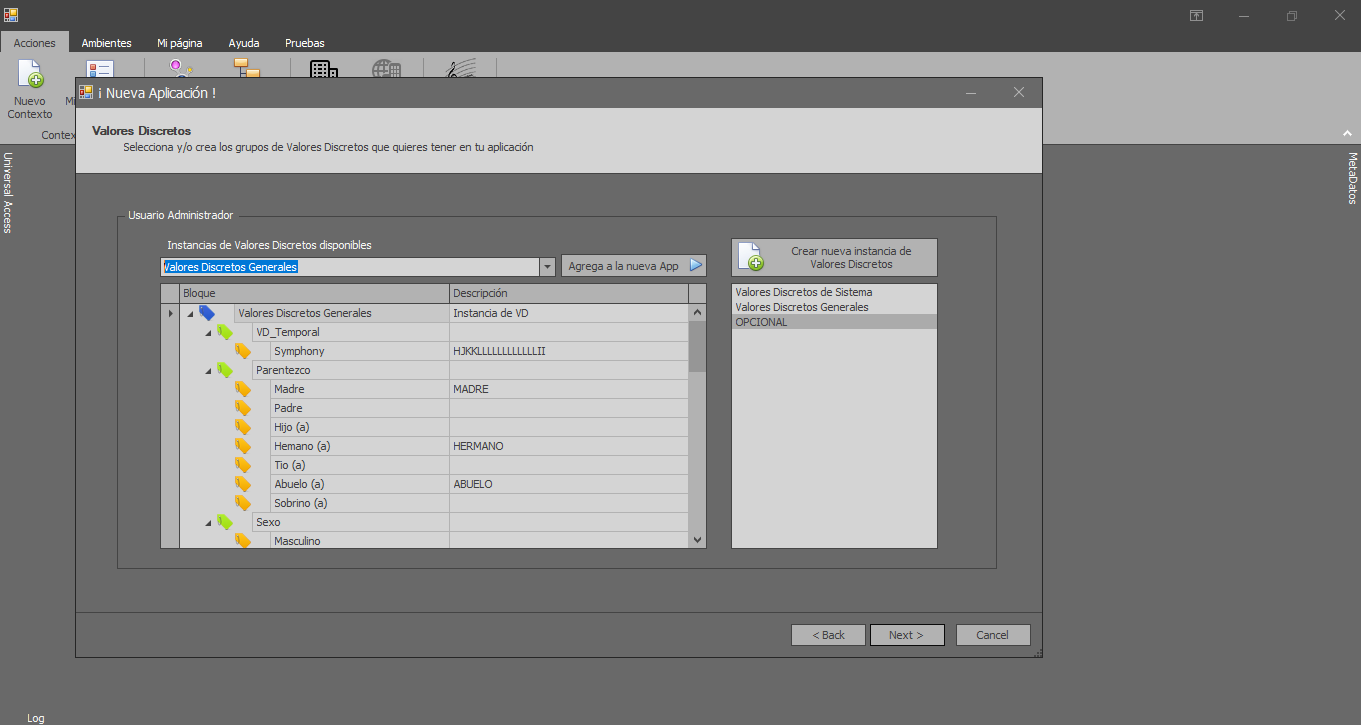 Acciones Ambientes Mi página Ayuda Pruebas
Nuevo
Contexto
Universal Access
MetaDatos
¡ Nueva Aplicación !
Valores Discretos
Selecciona y/o crea los grupos de Valores Discretos que quieres tener en tu aplicación
Usuario Administrador
Instancias de Valores Discretos disponibles
Valores Discretos Generales
Agrega a la nueva App
Crear nueva instancia de
Valores Discretos
Bloque Descripción
Valores Discretos Generales Instancia de VD
VD_Temporal
Symphony HJKKLLLLLLLLLLLLII
Parentezco
Madre MADRE
Padre
Hijo (a)
Hemano (a) HERMANO
Tio (a)
Abuelo (a) ABUELO
Sobrino (a)
Sexo
Masculino
Valores Discretos de Sistema
Valores Discretos Generales
OPCIONAL
< Back Next > Cancel
Log